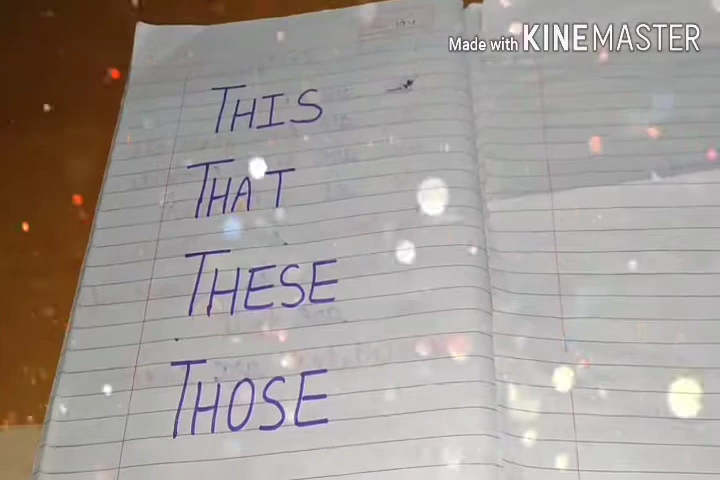 Made with KINEMASTER
THIS
THAT
THESE
THOSE